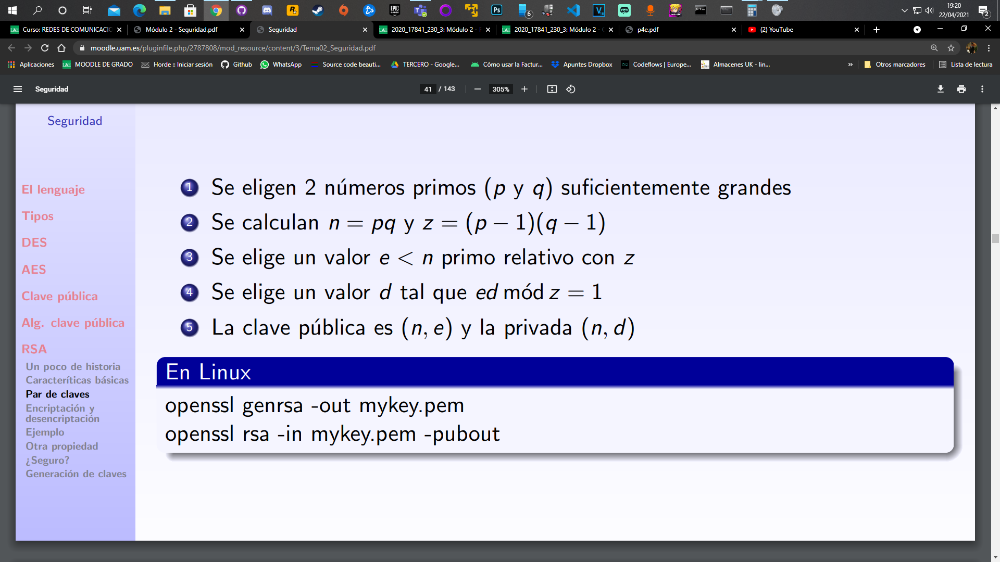 19:20
22/04/2021
6
2
Curso: REDES DE COMUNICACIO
Módulo 2 - Seguridad.pdf
Seguridad
2020_17841_230_3: Módulo 2 -
2020_17841_230_3: Módulo 2 -
p4e.pdf
(2) YouTube
moodle.uam.es/pluginfile.php/2787808/mod_resource/content/3/Tema02_Seguridad.pdf
Aplicaciones
MOODLE DE GRADO
Horde :: Iniciar sesión
Github
WhatsApp
Source code beauti...
TERCERO - Google...
Cómo usar la Factur...
Apuntes Dropbox
Codeflows | Europe...
Almacenes UK - lin...
»
Otros marcadores
Lista de lectura
Seguridad
41 / 143
305%
Seguridad
El lenguaje
Tipos
DES
AES
Clave pública
Alg. clave pública
RSA
Un poco de historia
Caracteríticas básicas
Par de claves
Encriptación y
desencriptación
Ejemplo
Otra propiedad
¿Seguro?
Generación de claves
1 Se eligen 2 números primos (p y q) suficientemente grandes
2 Se calculan n = pq y z = (p − 1)(q − 1)
3 Se elige un valor e < n primo relativo con z
4 Se elige un valor d tal que ed mód z = 1
5 La clave pública es (n, e) y la privada (n, d)
En Linux
openssl genrsa -out mykey.pem
openssl rsa -in mykey.pem -pubout